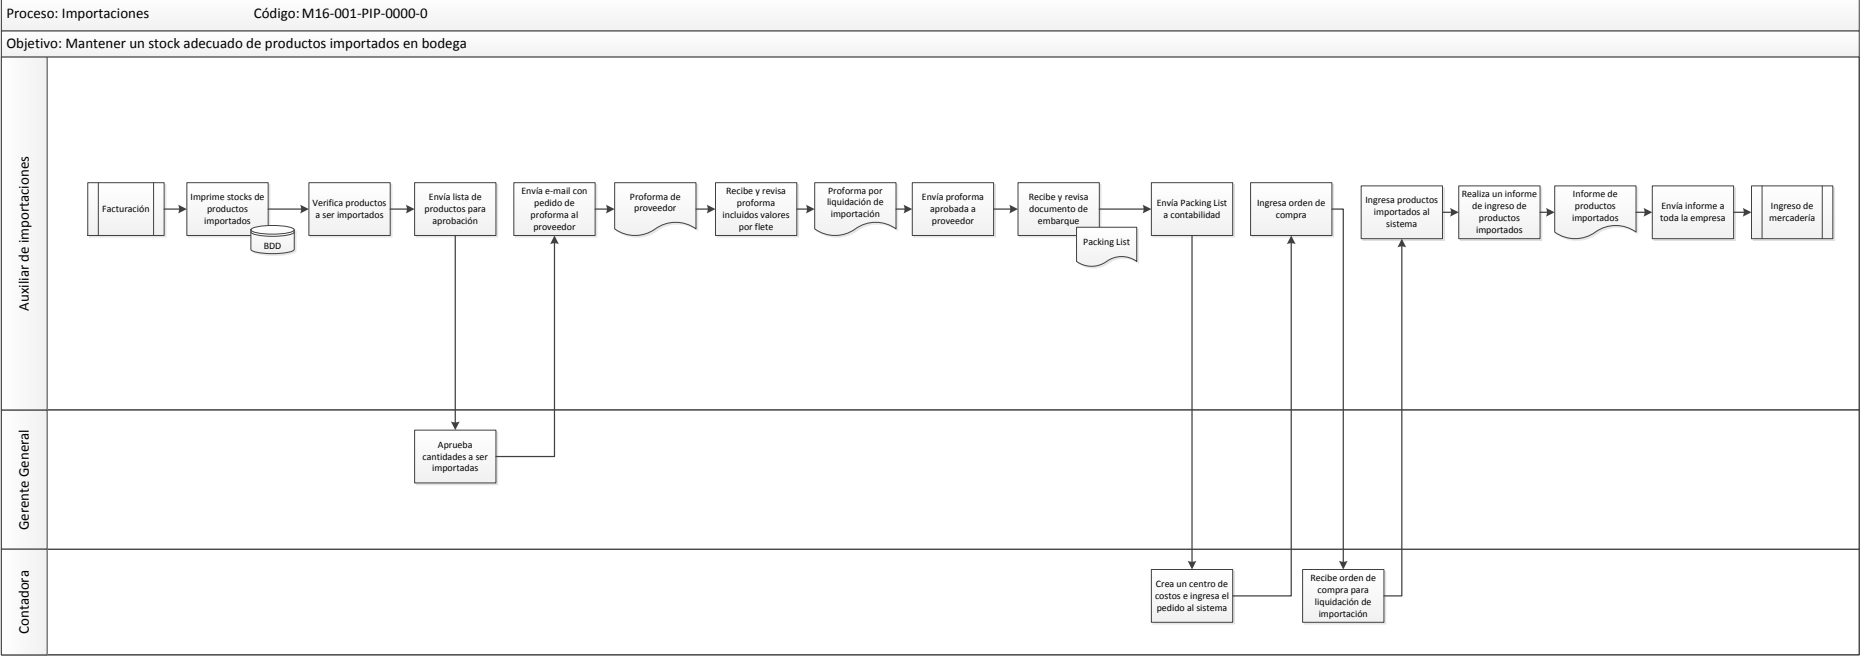 Proceso: Importaciones Código: M16-001-PIP-0000-0
Objetivo: Mantener un stock adecuado de productos importados en bodega
Auxiliar de importaciones
Facturación
Imprime stocks de
productos
importados
BDD
Verifica productos
a ser importados
Envía lista de
productos para
aprobación
Envía e-mail con
pedido de
proforma al
proveedor
Proforma de
proveedor
Recibe y revisa
proforma
incluidos valores
por flete
Proforma por
liquidación de
importación
Envía proforma
aprobada a
proveedor
Recibe y revisa
documento de
embarque
Packing List
Envía Packing List
a contabilidad
Ingresa orden de
compra
Ingresa productos
importados al
sistema
Realiza un informe
de ingreso de
productos
importados
Informe de
productos
importados
Envía informe a
toda la empresa
Ingreso de
mercadería
Gerente General
Aprueba
cantidades a ser
importadas
Contadora
Crea un centro de
costos e ingresa el
pedido al sistema
Recibe orden de
compra para
liquidación de
importación